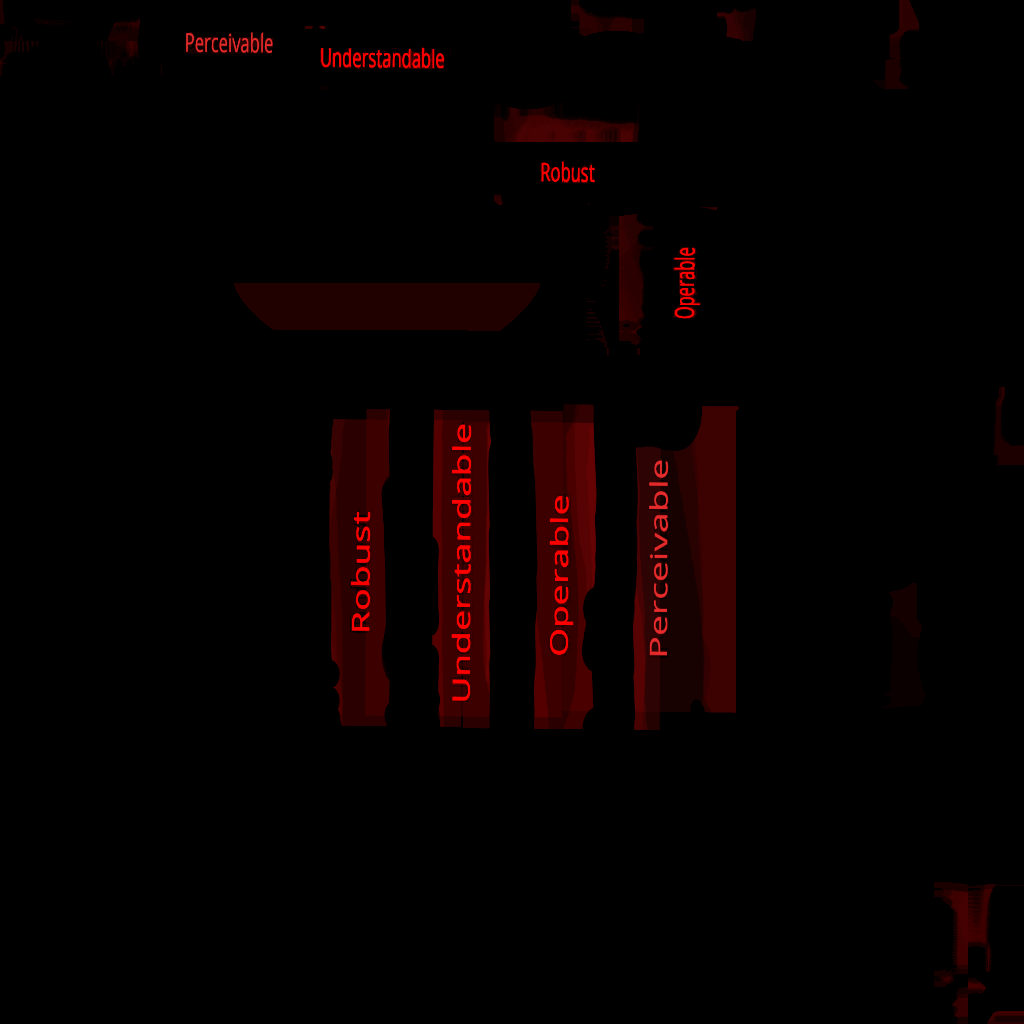 Perceivable
Understandable
Robust
Operable
Robust
Understandable
Operable
Perceivable